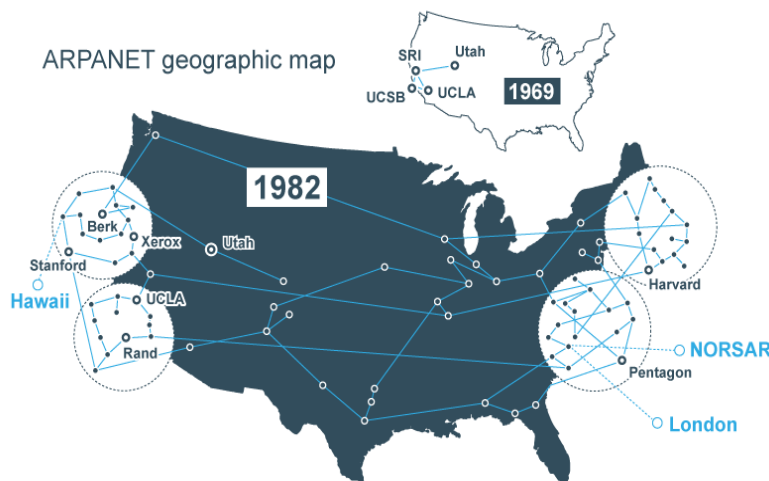 ARPANET geographic map
SRI
Utah
1969
UCSB
UCLA
1982
Berk
Xerox
Utah
Stanford
Hawaii
Harvard
UCLA
Rand
NORSAR
Pentagon
London